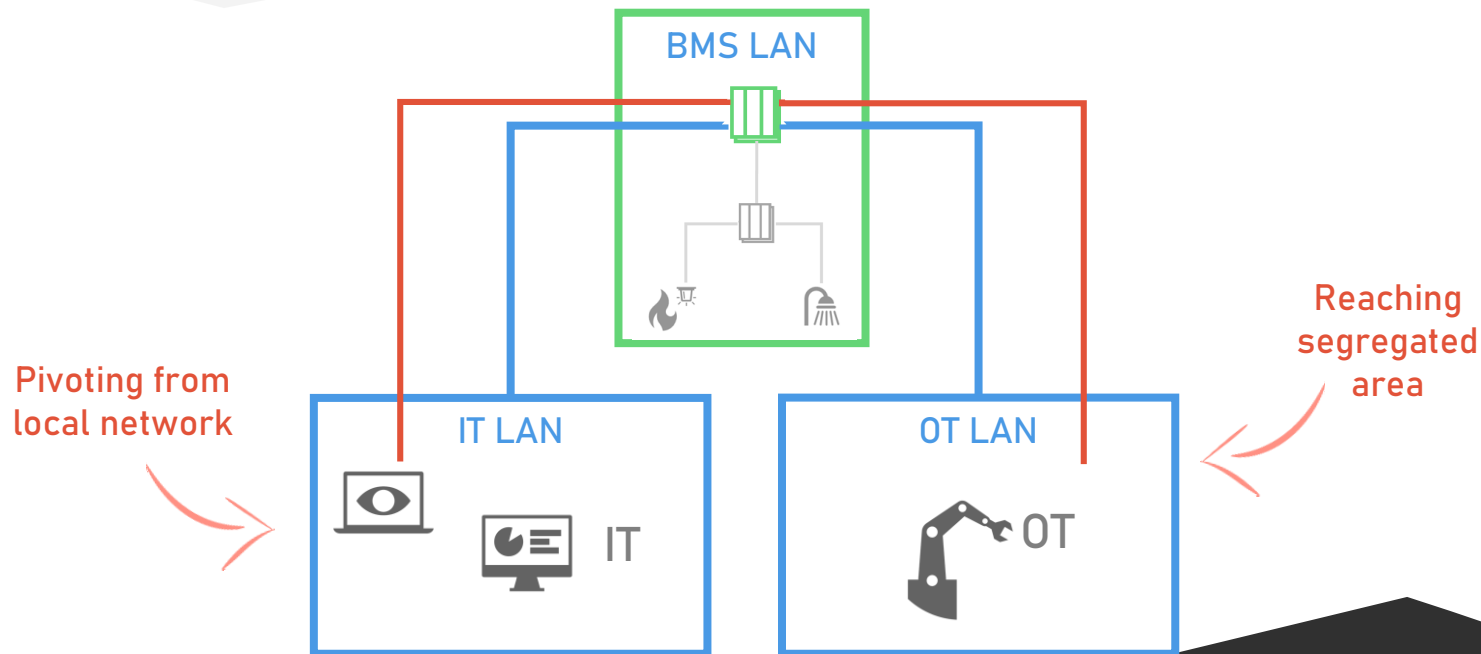 BMS LAN
Reaching
segregated
area
Pivoting from
local network
IT LAN
OT LAN
IT
OT